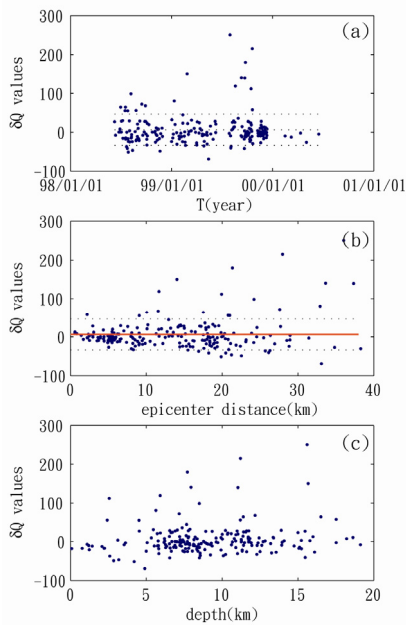 300
(a)
200
100
0
-100
δQ values
98/01/01 99/01/01 00/01/01 01/01/01
T(year)
300
(b)
200
100
0
-100
δQ values
0 10 20 30 40
epicenter distance(km)
300
(c)
200
100
0
-100
δQ values
0 5 10 15 20
depth(km)